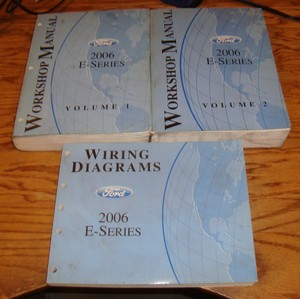 WORKSHOP MANUAL
Ford
2006
E-SERIES
VOLUME 1
WORKSHOP MANUAL
Ford
2006
E-SERIES
VOLUME 2
WIRING
DIAGRAMS
Ford
2006
E-SERIES